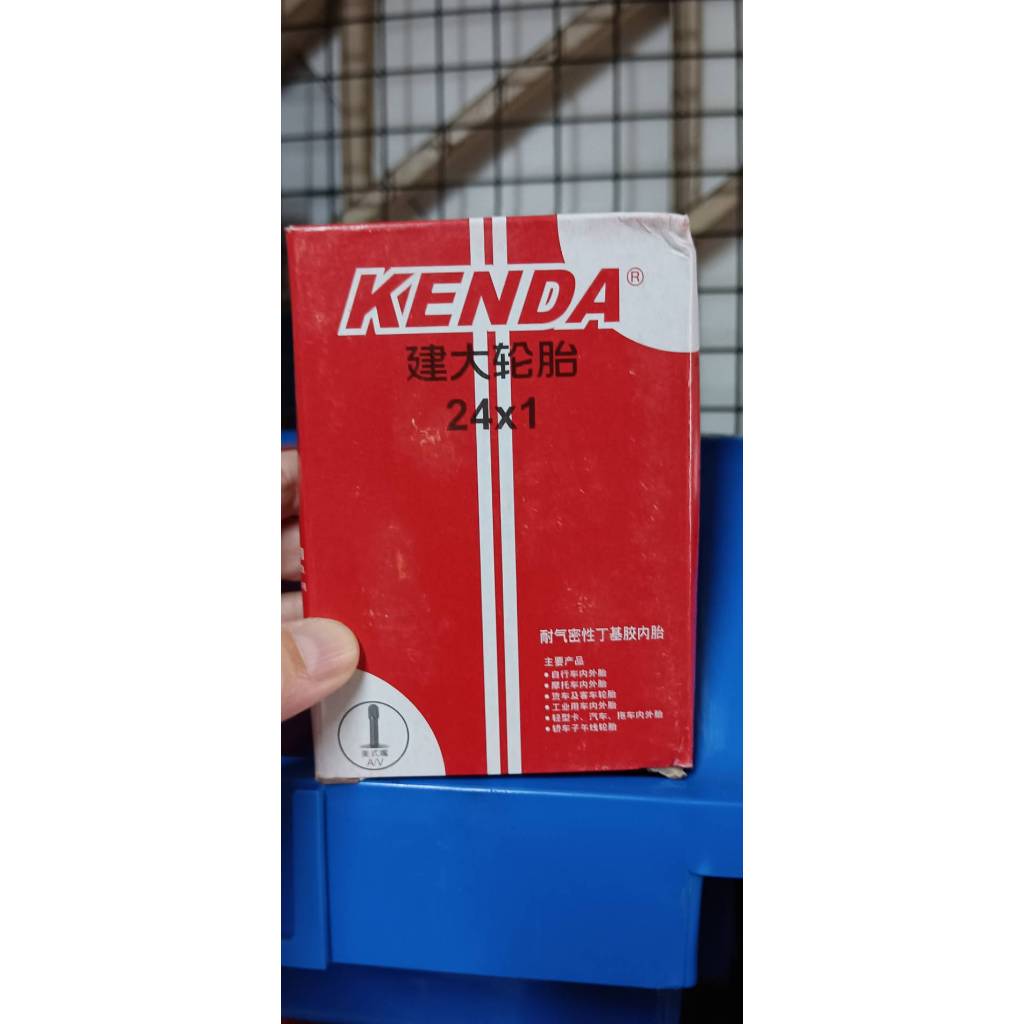 KENDA®
建大轮胎
24x1
耐气密性丁基胶内胎
主要产品
•自行车内外胎
•摩托车内外胎
•货车及客车轮胎
•工业用车内外胎
•轻型卡、汽车、拖车内外胎
•轿车子午线轮胎
美式嘴
A/V